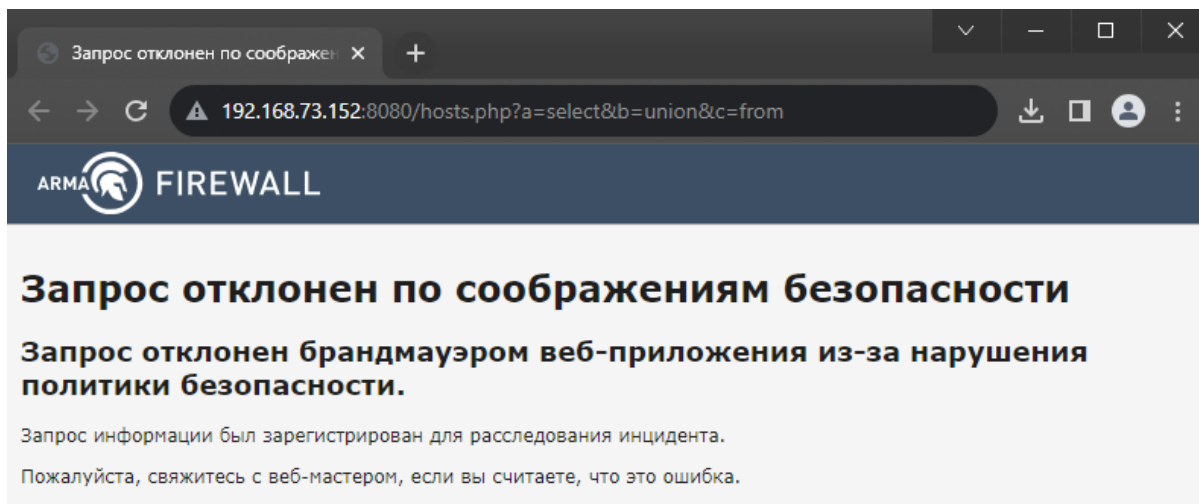 Запрос отклонен по соображен
192.168.73.152:8080/hosts.php?a=select&b=union&c=from
ARMA FIREWALL
Запрос отклонен по соображениям безопасности
Запрос отклонен брандмауэром веб-приложения из-за нарушения
политики безопасности.
Запрос информации был зарегистрирован для расследования инцидента.
Пожалуйста, свяжитесь с веб-мастером, если вы считаете, что это ошибка.